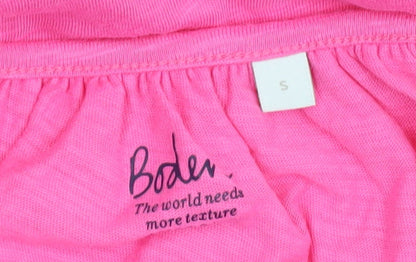 S
Boden.
The world needs
more texture